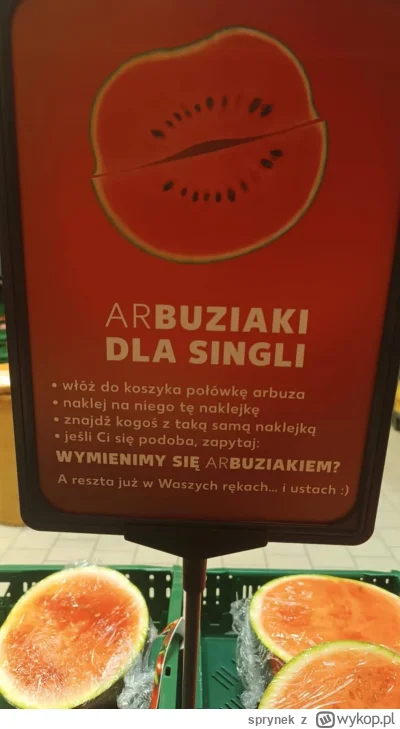 ARBUZIAKI
DLA SINGLI
• włóż do koszyka połówkę arbuza
• naklej na niego tę naklejkę
• znajdź kogoś z taką samą naklejką
• jeśli Ci się podoba, zapytaj:
WYMIENIMY SIĘ ARBUZIAKIEM?
A reszta już w Waszych rękach... i ustach :)
sprynek z wykop.pl